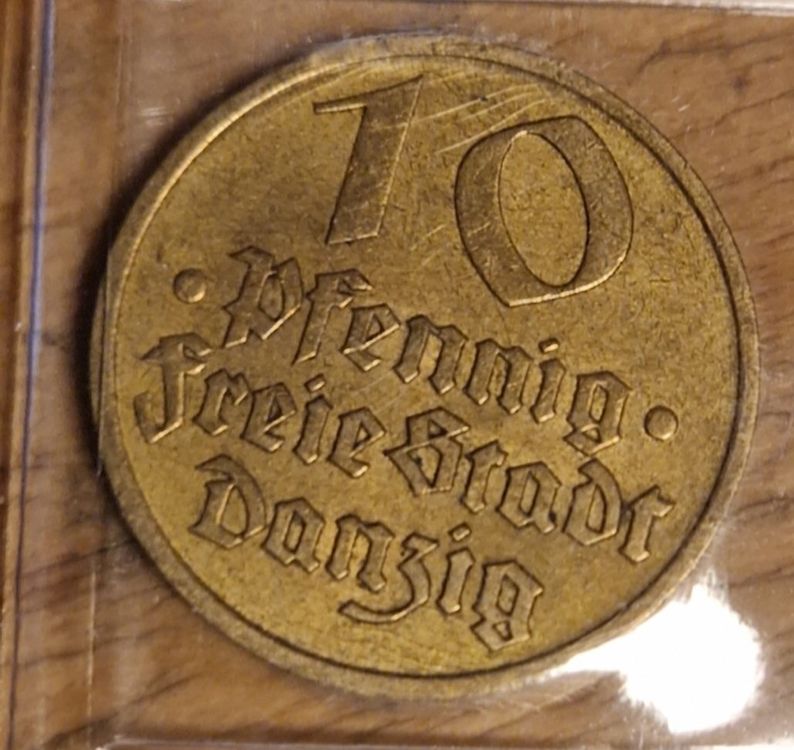 10
· Pfennig ·
Freie Stadt
Danzig